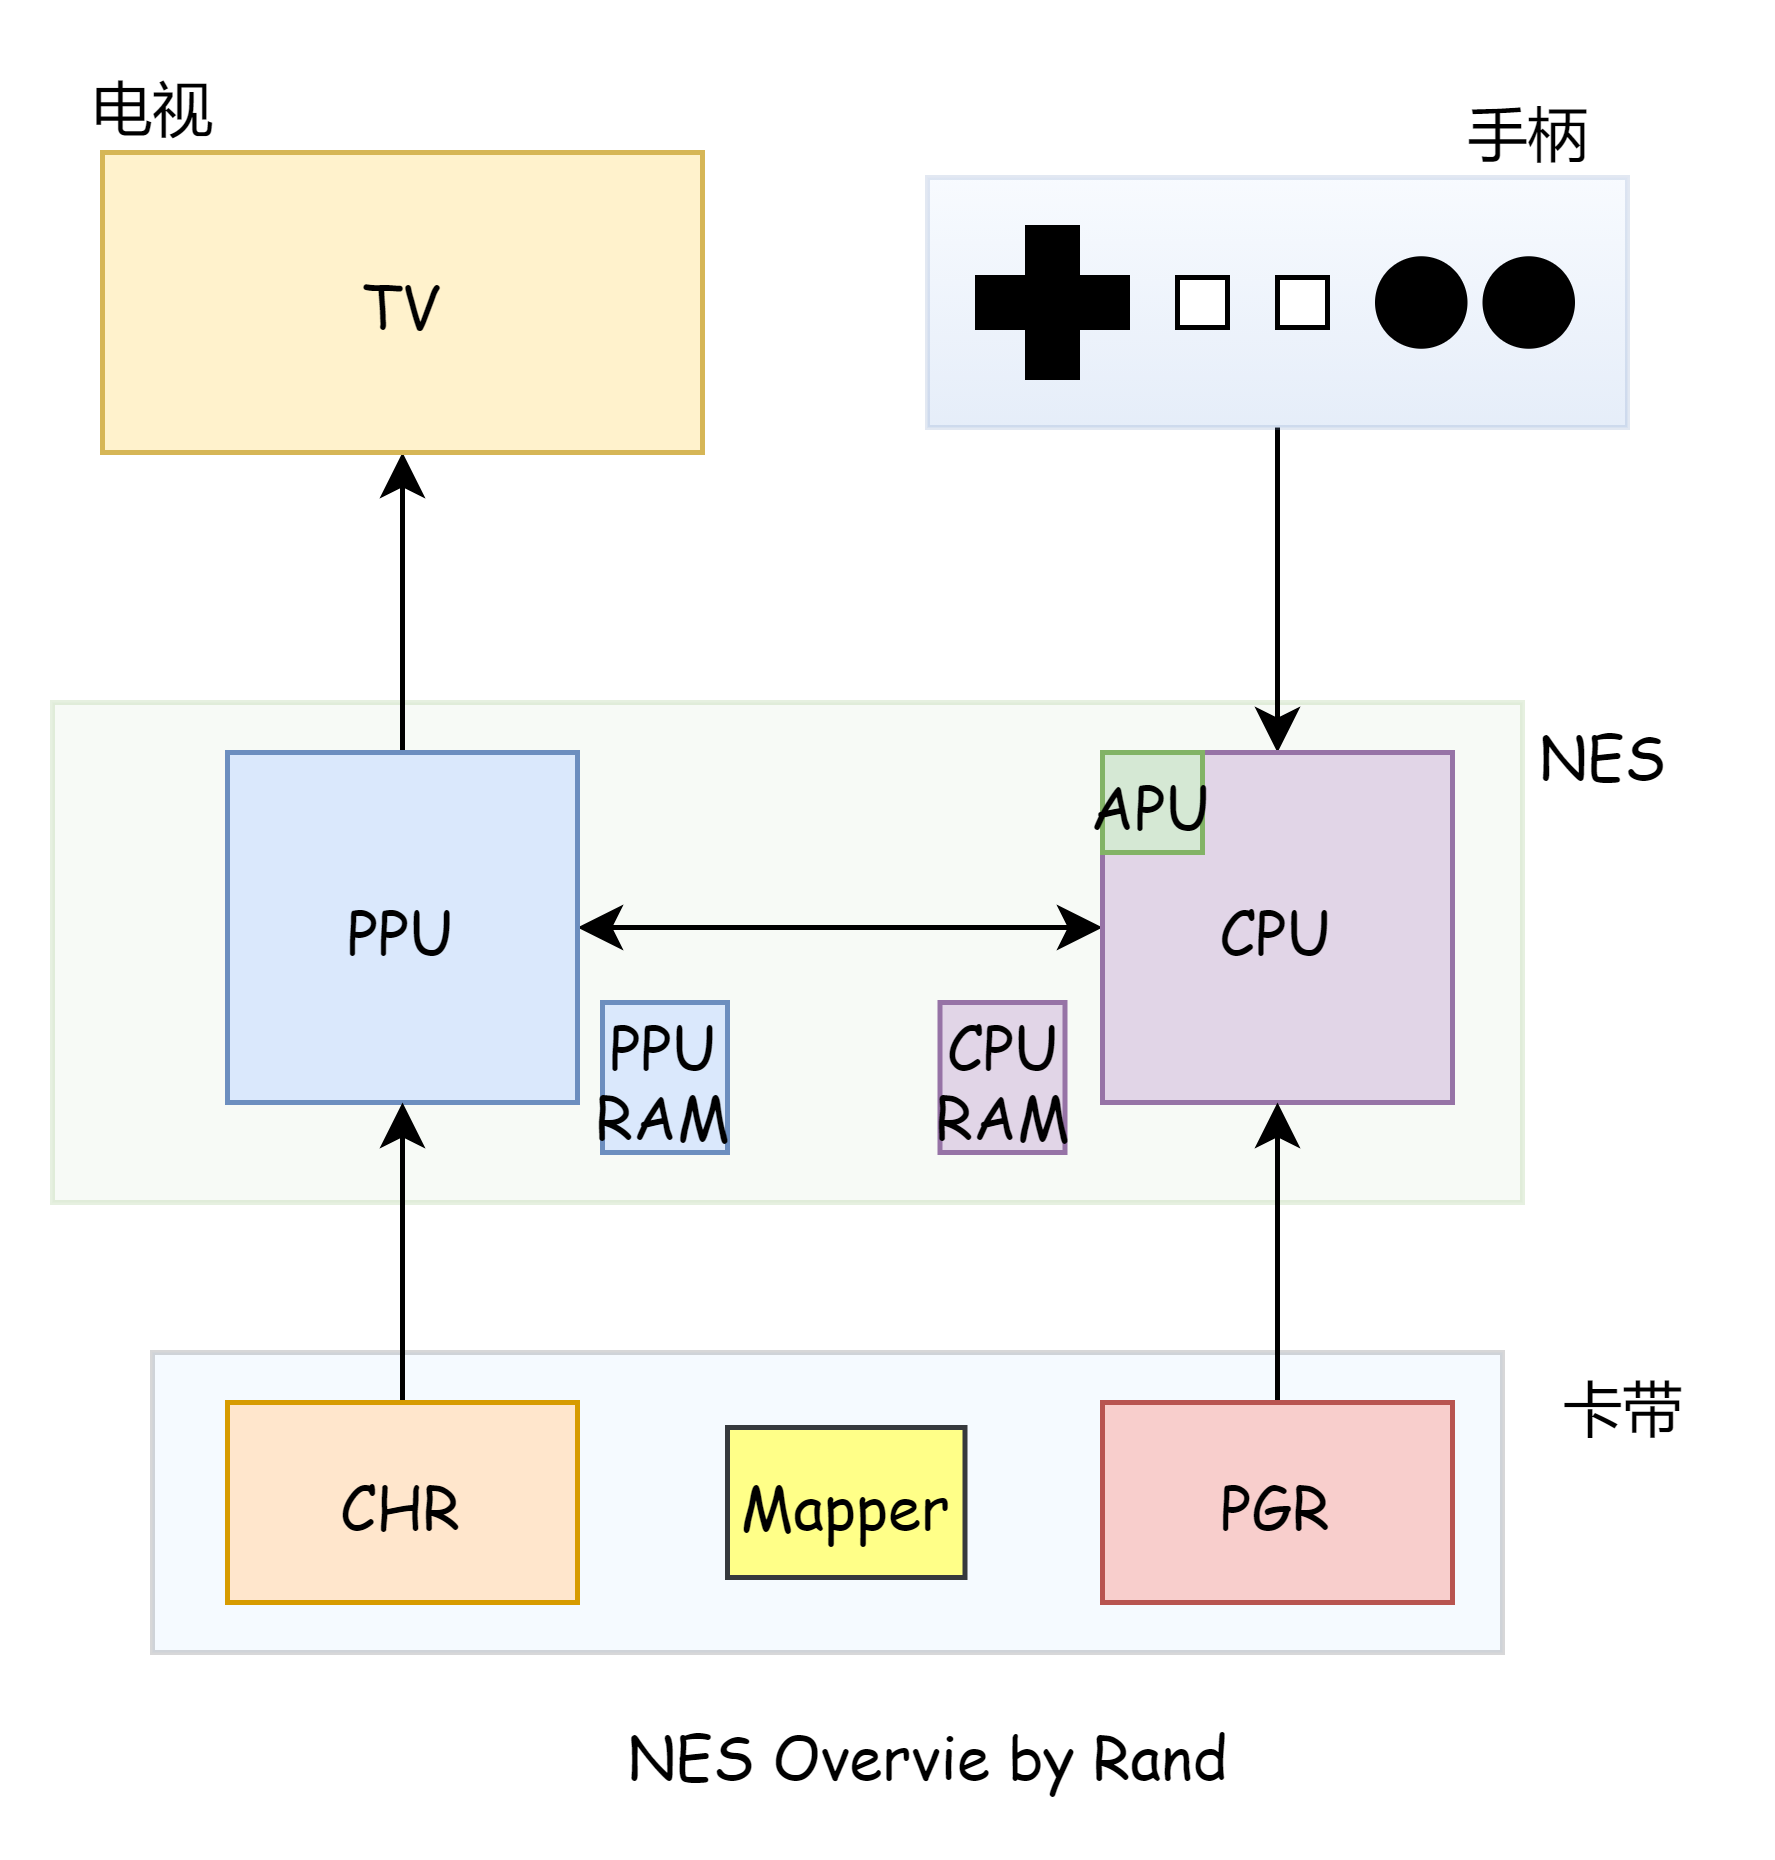 电视
手柄
TV
NES
APU
PPU
CPU
PPU
RAM
CPU
RAM
卡带
CHR
Mapper
PGR
NES Overvie by Rand